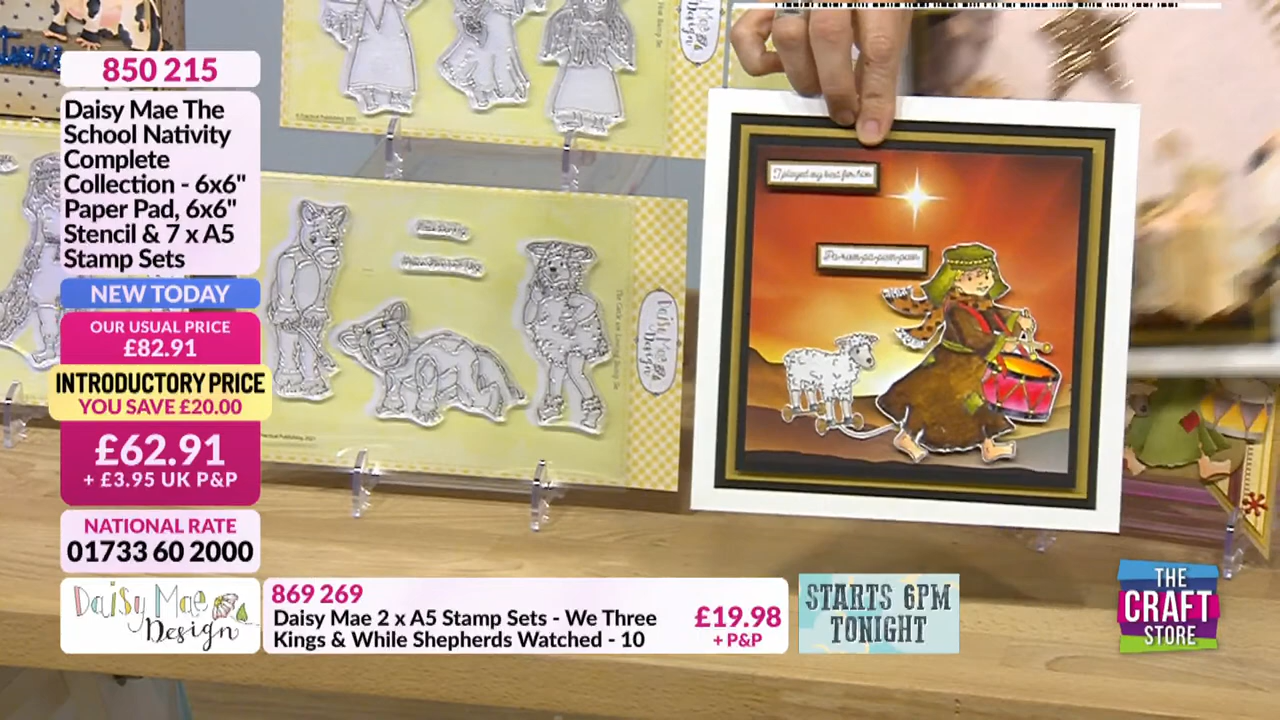 850 215
Daisy Mae The
School Nativity
Complete
Collection - 6x6"
Paper Pad, 6x6"
Stencil & 7 x A5
Stamp Sets
NEW TODAY
OUR USUAL PRICE
£82.91
INTRODUCTORY PRICE
YOU SAVE £20.00
£62.91
+ £3.95 UK P&P
NATIONAL RATE
01733 60 2000
Daisy Mae
Design
869 269
Daisy Mae 2 x A5 Stamp Sets - We Three
Kings & While Shepherds Watched - 10
£19.98
+ P&P
STARTS 6PM
TONIGHT
THE
CRAFT
STORE
I played my best for him
Pa-rum-pa-pum-pum
Daisy Mae
Design